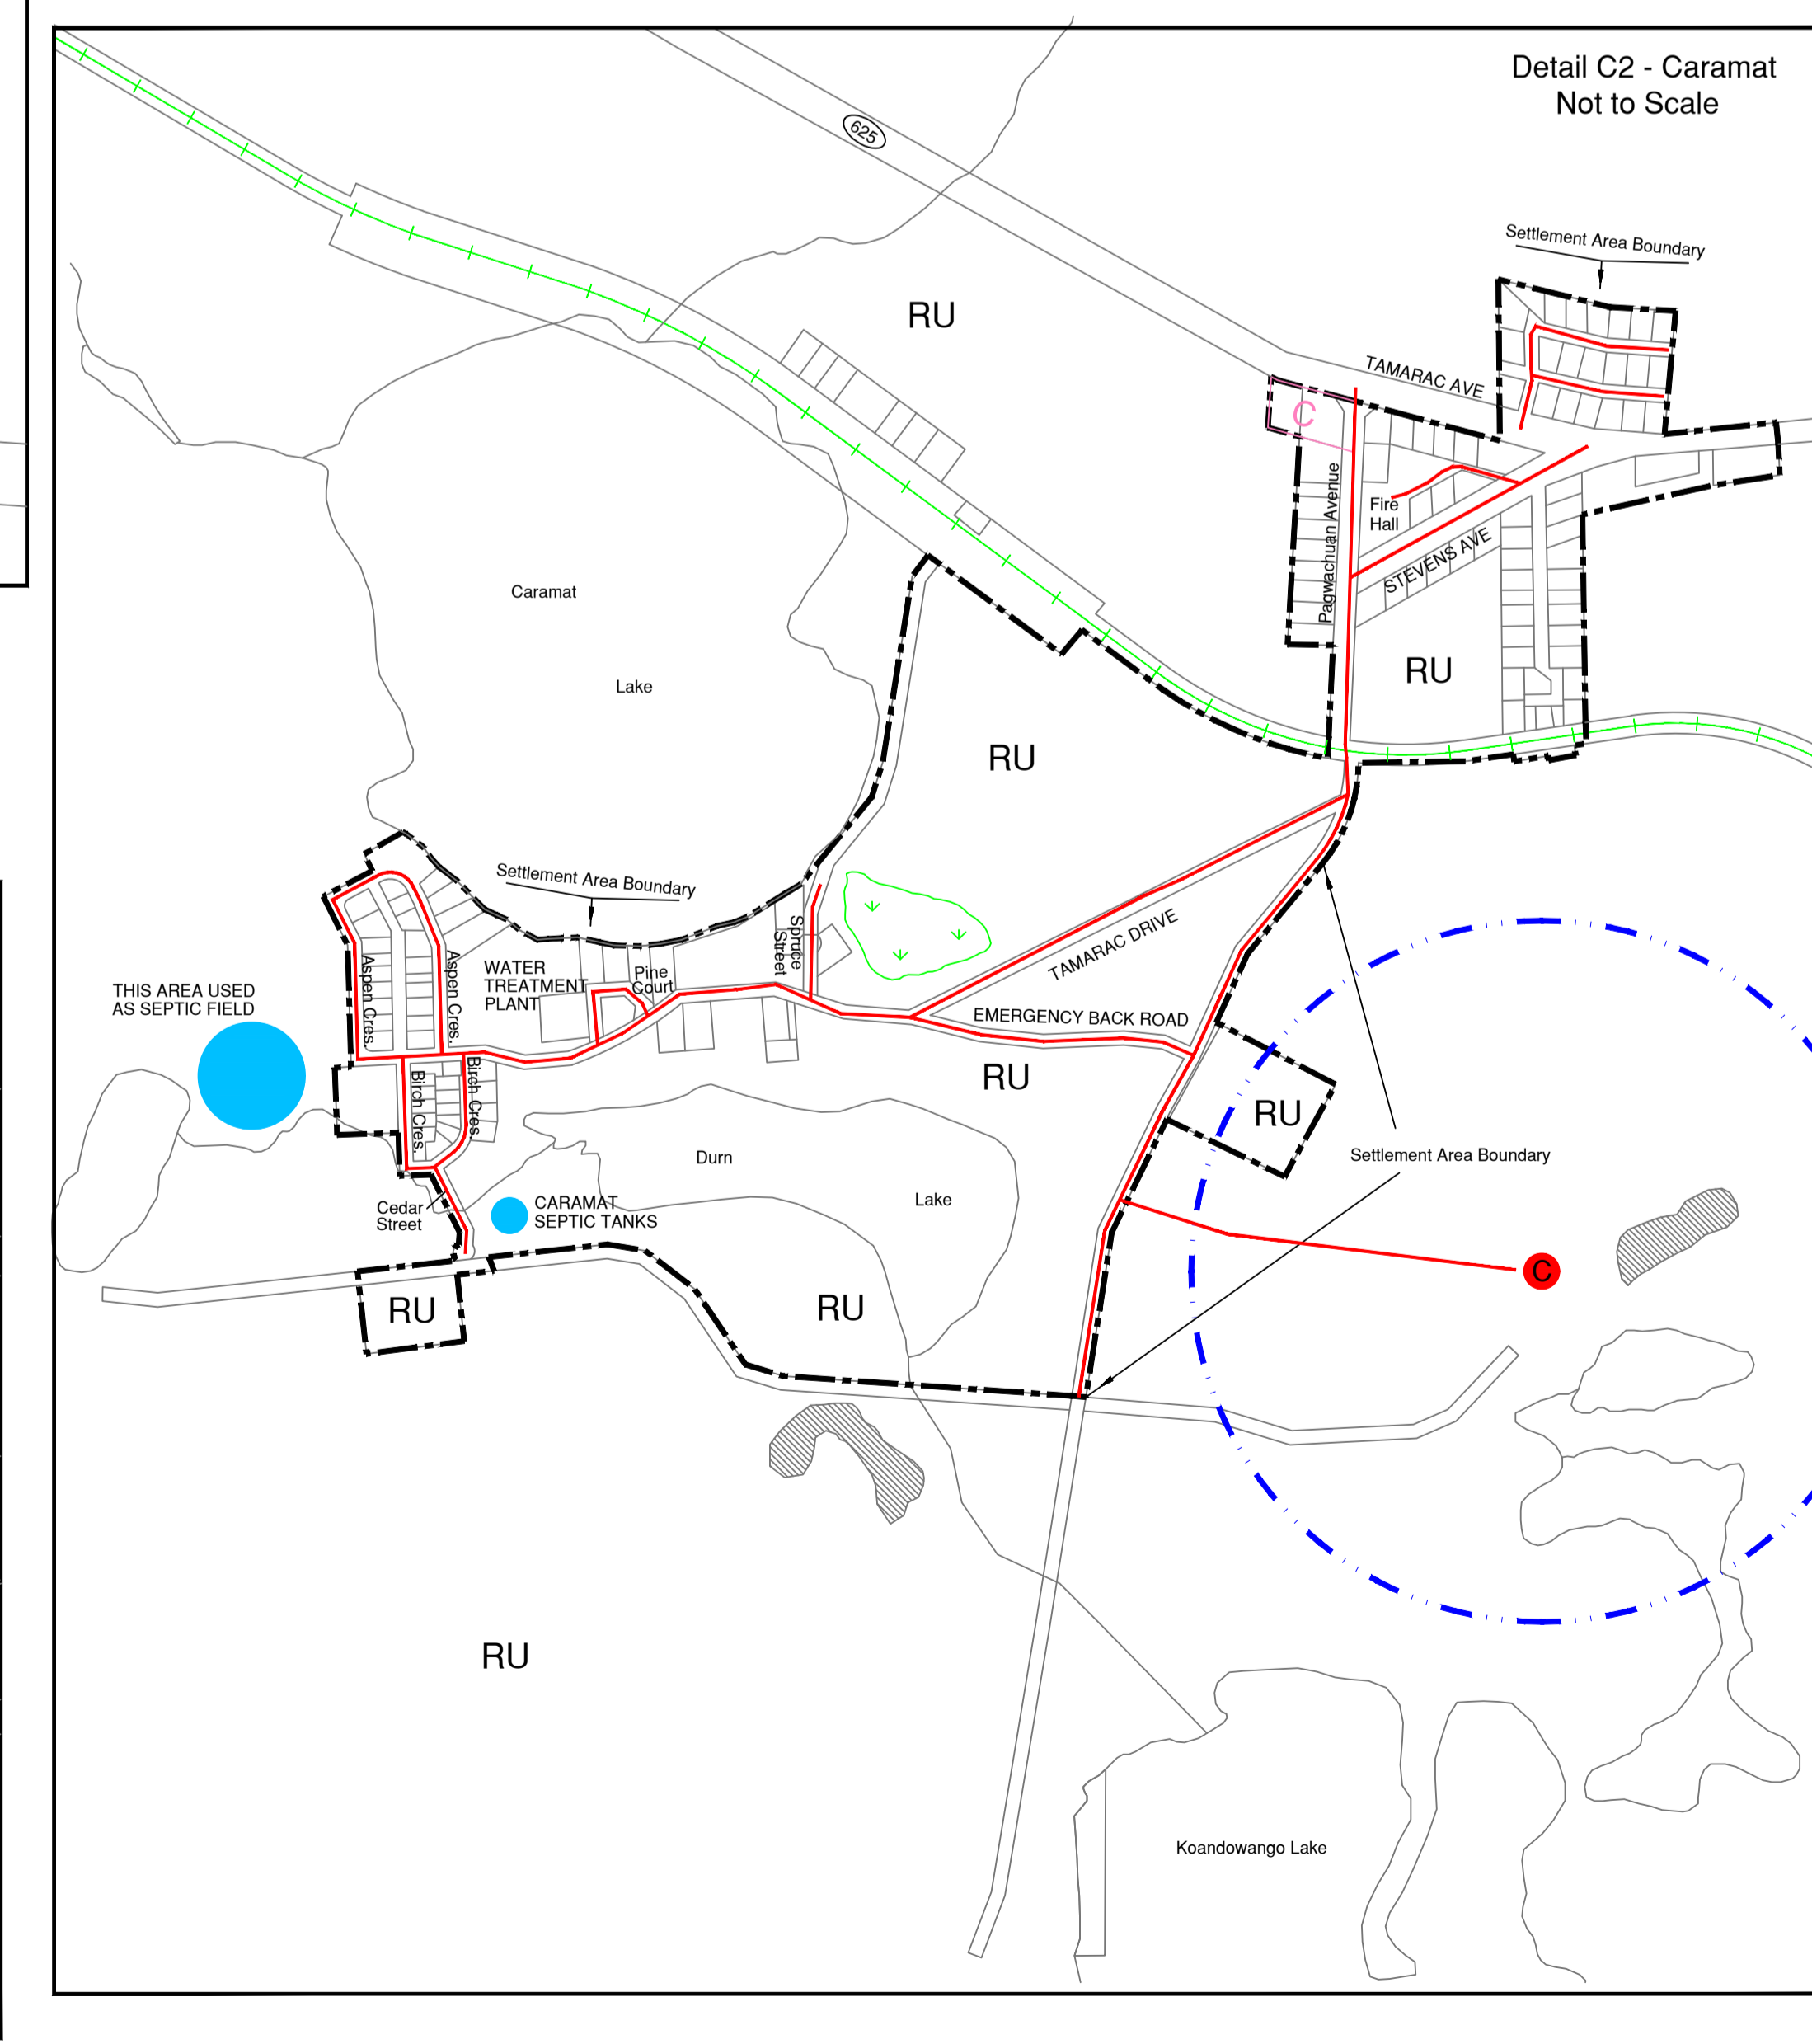 Detail C2 - Caramat
Not to Scale
625
Settlement Area Boundary
RU
TAMARAC AVE
C
Pagwachuan Avenue
Fire
Hall
STEVENS AVE
Caramat
Lake
RU
RU
Settlement Area Boundary
Spruce
Street
TAMARAC DRIVE
Aspen Cres.
Aspen Cres.
WATER
TREATMENT
PLANT
Pine
Court
THIS AREA USED
AS SEPTIC FIELD
EMERGENCY BACK ROAD
Birch Cres.
Birch Cres.
RU
RU
Durn
Lake
Settlement Area Boundary
Cedar
Street
CARAMAT
SEPTIC TANKS
C
RU
RU
RU
Koandowango Lake